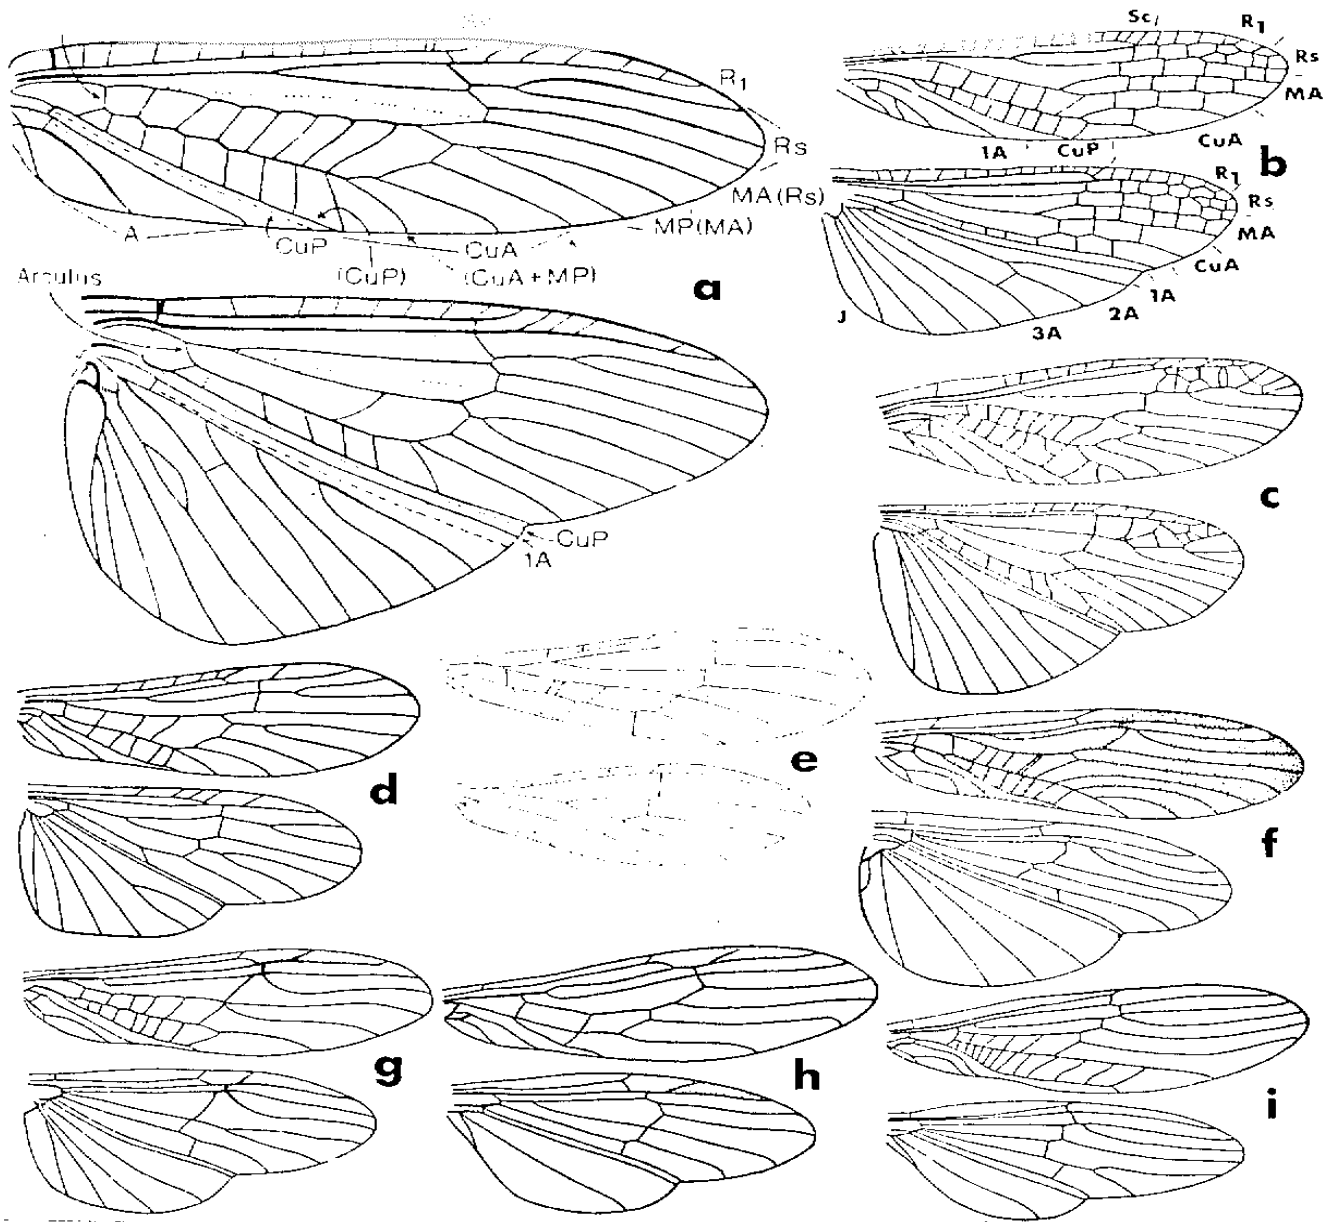 R1
Rs
MA(Rs)
MP(MA)
A
CuP
CuA
(CuP)
(CuA+MP)
Arculus
a
CuP
1A
Sc
R1
Rs
MA
CuA
1A
CuP
b
R1
Rs
MA
CuA
1A
2A
3A
J
c
d
e
f
g
h
i